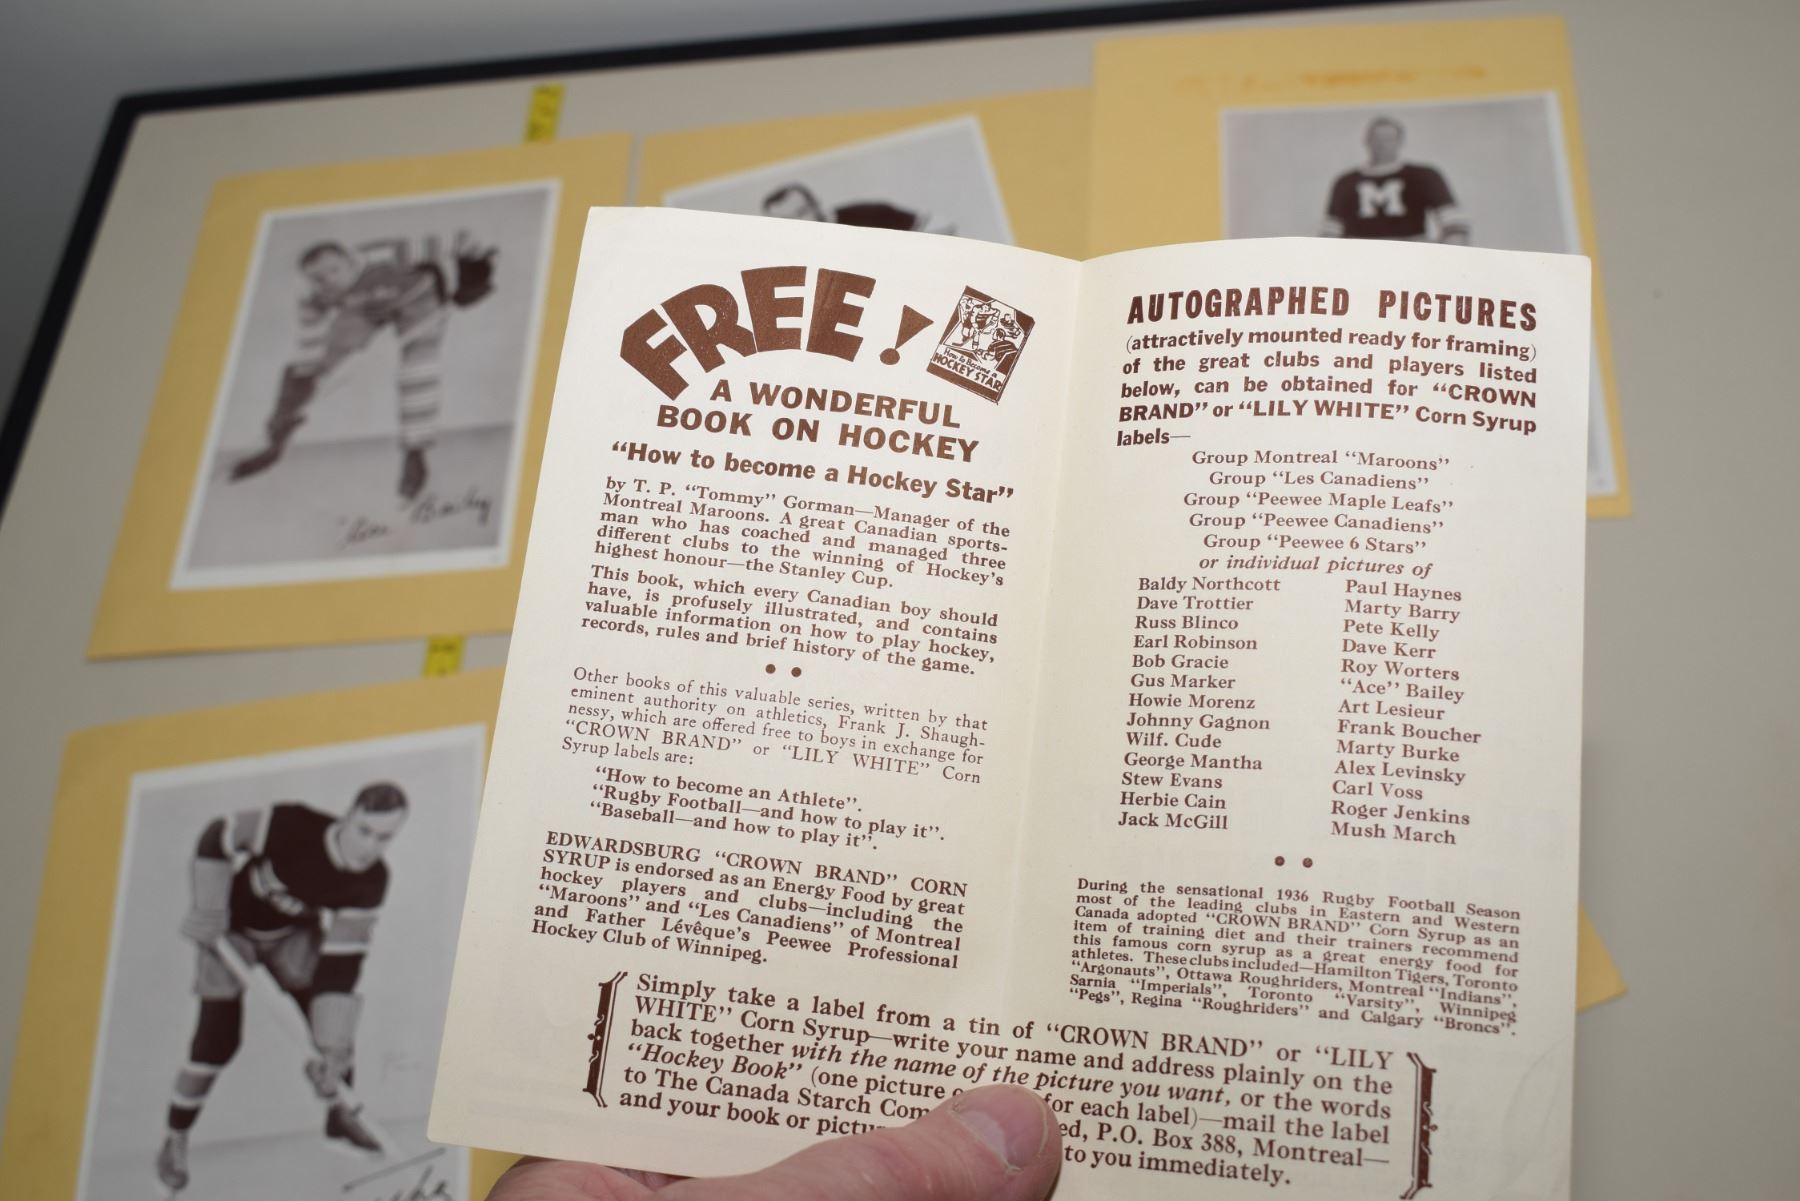 FREE!
How to become a
HOCKEY STAR
A WONDERFUL
BOOK ON HOCKEY
“How to become a Hockey Star”
by T. P. “Tommy” Gorman—Manager of the
Montreal Maroons. A great Canadian sports-
man who has coached and managed three
different clubs to the winning of Hockey’s
highest honour—the Stanley Cup.
This book, which every Canadian boy should
have, is profusely illustrated, and contains
valuable information on how to play hockey,
records, rules and brief history of the game.
Other books of this valuable series, written by that
eminent authority on athletics, Frank J. Shaugh-
nessy, which are offered free to boys in exchange for
“CROWN BRAND” or “LILY WHITE” Corn
Syrup labels are:
“How to become an Athlete”.
“Rugby Football—and how to play it”.
“Baseball—and how to play it”.
EDWARDSBURG “CROWN BRAND” CORN
SYRUP is endorsed as an Energy Food by great
hockey players and clubs—including the
“Maroons” and “Les Canadiens” of Montreal
and Father Lévêque’s Peewee Professional
Hockey Club of Winnipeg.
AUTOGRAPHED PICTURES
(attractively mounted ready for framing)
of the great clubs and players listed
below, can be obtained for “CROWN
BRAND” or “LILY WHITE” Corn Syrup
labels—
Group Montreal “Maroons”
Group “Les Canadiens”
Group “Peewee Maple Leafs”
Group “Peewee Canadiens”
Group “Peewee 6 Stars”
or individual pictures of
Baldy Northcott
Dave Trottier
Russ Blinco
Earl Robinson
Bob Gracie
Gus Marker
Howie Morenz
Johnny Gagnon
Wilf. Cude
George Mantha
Stew Evans
Herbie Cain
Jack McGill
Paul Haynes
Marty Barry
Pete Kelly
Dave Kerr
Roy Worters
“Ace” Bailey
Art Lesieur
Frank Boucher
Marty Burke
Alex Levinsky
Carl Voss
Roger Jenkins
Mush March
During the sensational 1936 Rugby Football Season
most of the leading clubs in Eastern and Western
Canada adopted “CROWN BRAND” Corn Syrup as an
item of training diet and their trainers recommend
this famous corn syrup as a great energy food for
athletes. These clubs included—Hamilton Tigers, Toronto
“Argonauts”, Ottawa Roughriders, Montreal “Indians”,
Sarnia “Imperials”, Toronto “Varsity”, Winnipeg
“Pegs”, Regina “Roughriders” and Calgary “Broncs”.
Simply take a label from a tin of “CROWN BRAND” or “LILY
WHITE” Corn Syrup—write your name and address plainly on the
back together with the name of the picture you want, or the words
“Hockey Book” (one picture for each label)—mail the label
to The Canada Starch Com ed, P.O. Box 388, Montreal—
and your book or pictu to you immediately.
M
Bailey